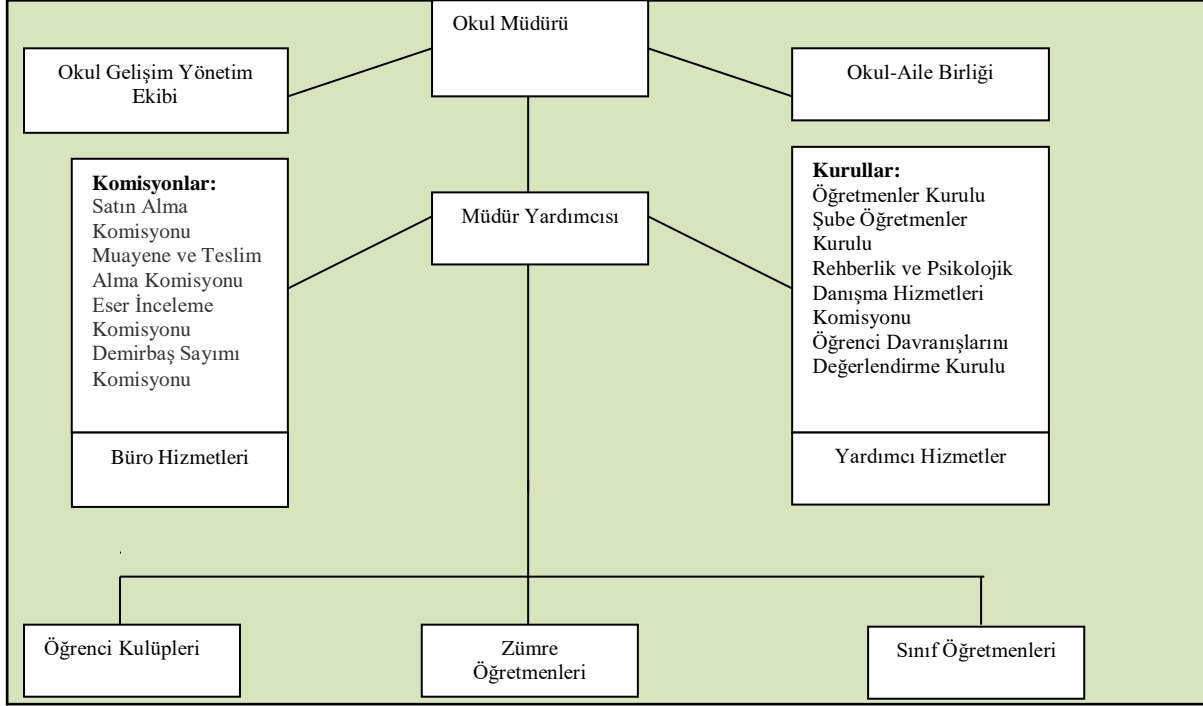 Okul Müdürü
Okul Gelişim Yönetim
Ekibi
Okul-Aile Birliği
Komisyonlar:
Satın Alma
Komisyonu
Muayene ve Teslim
Alma Komisyonu
Eser İnceleme
Komisyonu
Demirbaş Sayımı
Komisyonu
Müdür Yardımcısı
Kurullar:
Öğretmenler Kurulu
Şube Öğretmenler
Kurulu
Rehberlik ve Psikolojik
Danışma Hizmetleri
Komisyonu
Öğrenci Davranışlarını
Değerlendirme Kurulu
Büro Hizmetleri
Yardımcı Hizmetler
Öğrenci Kulüpleri
Zümre
Öğretmenleri
Sınıf Öğretmenleri